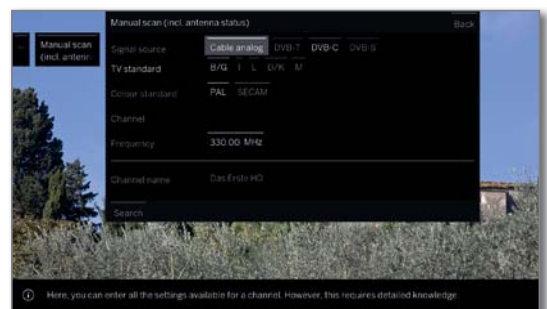 Manual scan (incl. antenna status) Back
Manual scan
(incl. antenn
Signal source Cable analog DVB-T DVB-C DVB-S
TV standard B/G I L D/K M
Colour standard PAL SECAM
Channel
Frequency 330.00 MHz
Channel name Das Erste HD
Search
Here, you can enter all the settings available for a channel. However, this requires detailed knowledge.